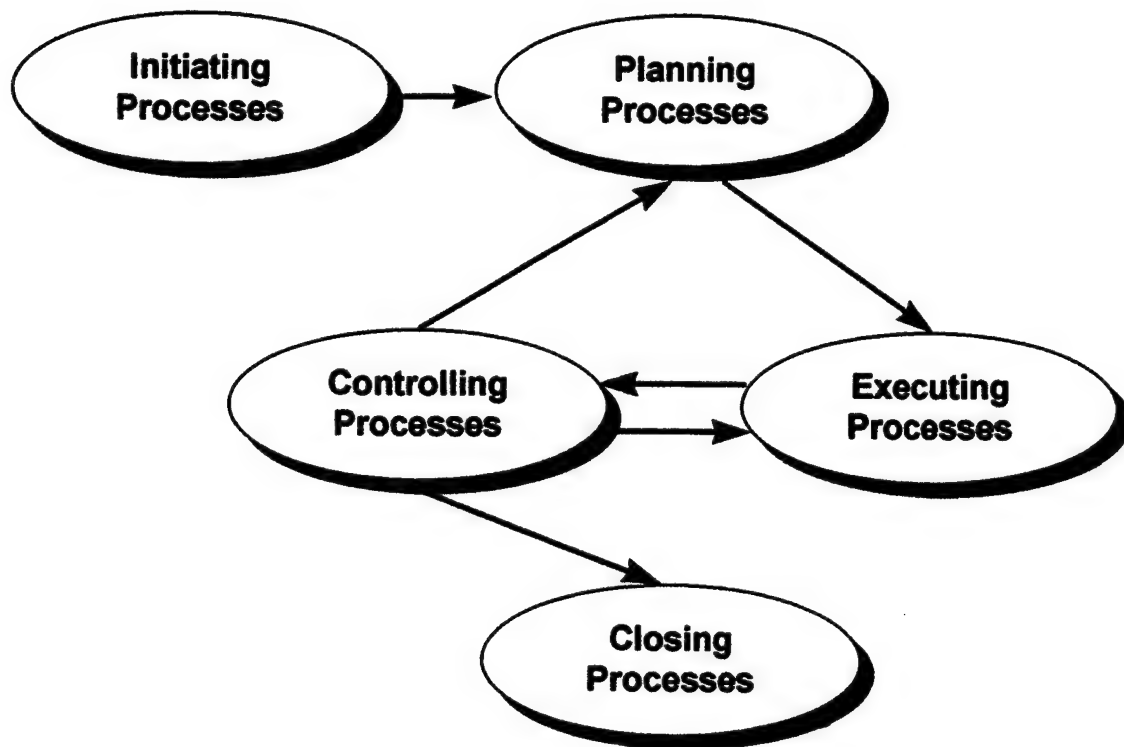 Initiating
Processes
Planning
Processes
Controlling
Processes
Executing
Processes
Closing
Processes